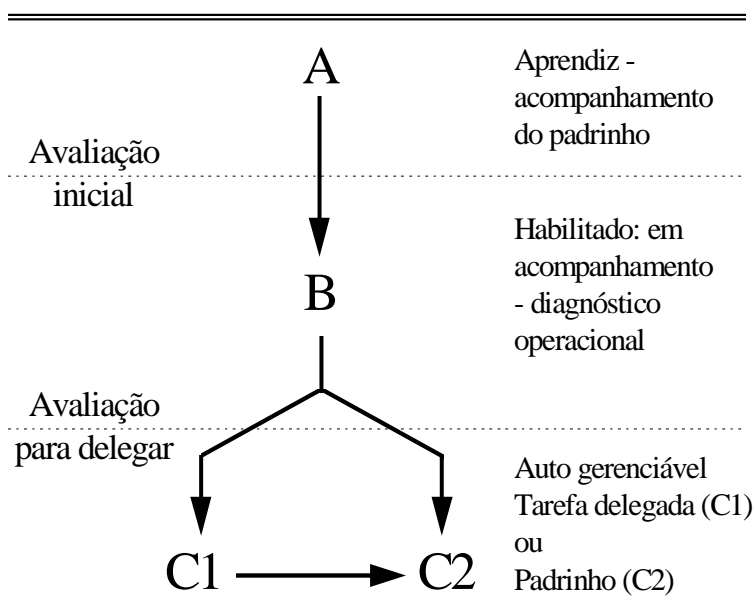 A
Aprendiz -
acompanhamento
do padrinho
Avaliação
inicial
B
Habilitado: em
acompanhamento
- diagnóstico
operacional
Avaliação
para delegar
C1
C2
Auto gerenciável
Tarefa delegada (C1)
ou
Padrinho (C2)